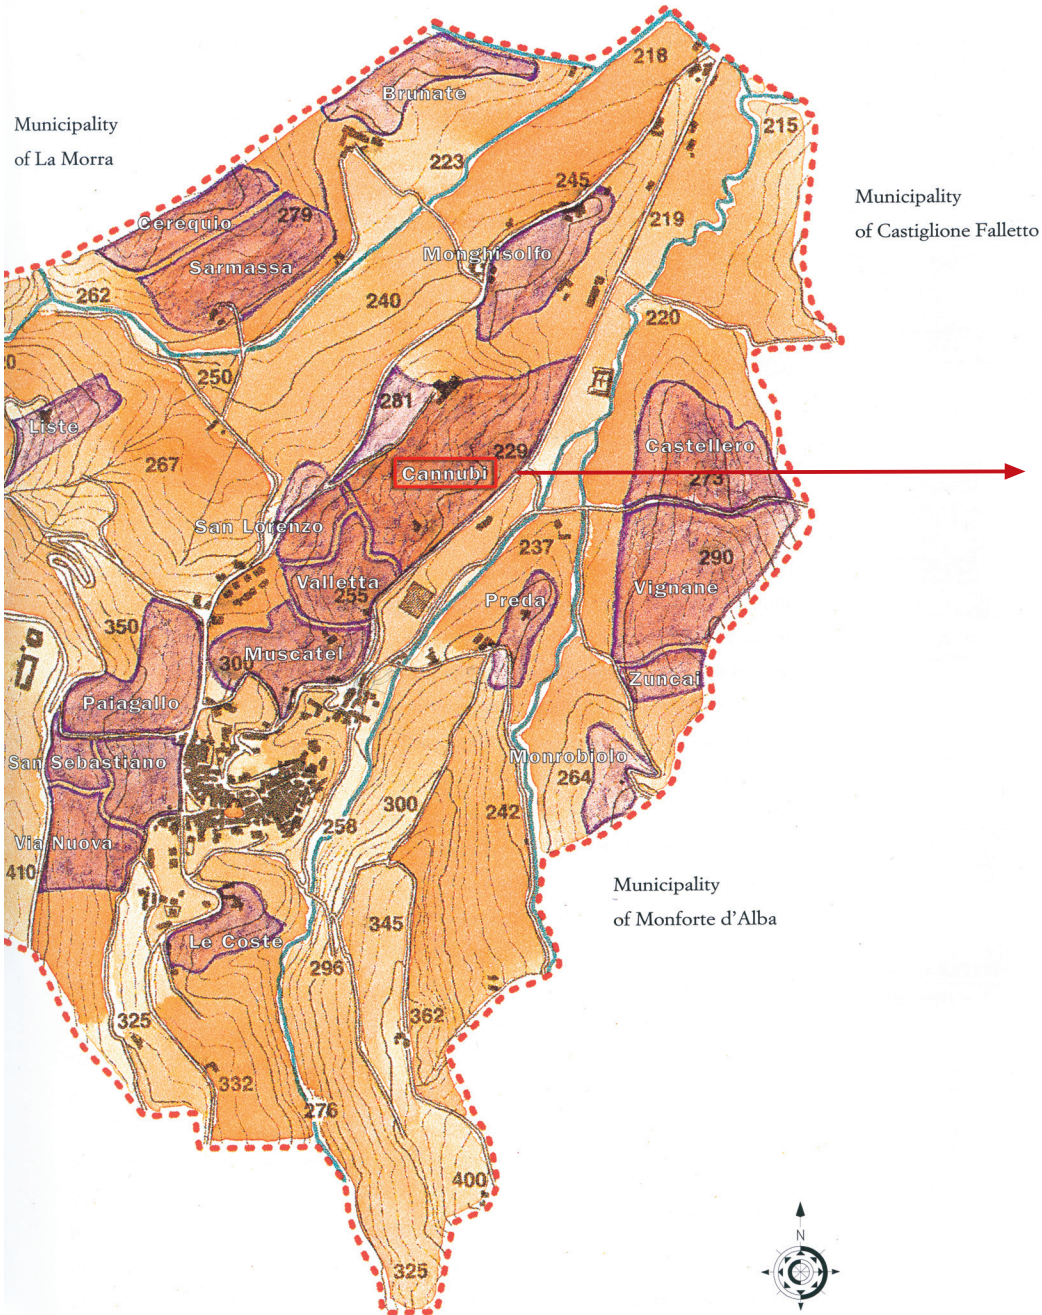 218
Brunate
Municipality
of La Morra
215
223
245
Municipality
of Castiglione Falletto
Cerequio
279
219
Monghisolfo
Sarmassa
262
240
220
20
250
281
Liste
Castellero
229
267
Cannubi
273
San Lorenzo
237
290
Valletta
255
Preda
Vignane
350
Muscatel
300
Zuncai
Paiagallo
San Sebastiano
Monrobiolo
264
300
242
258
Via Nuova
410
Municipality
of Monforte d'Alba
345
Le Coste
296
325
362
332
276
400
N
325